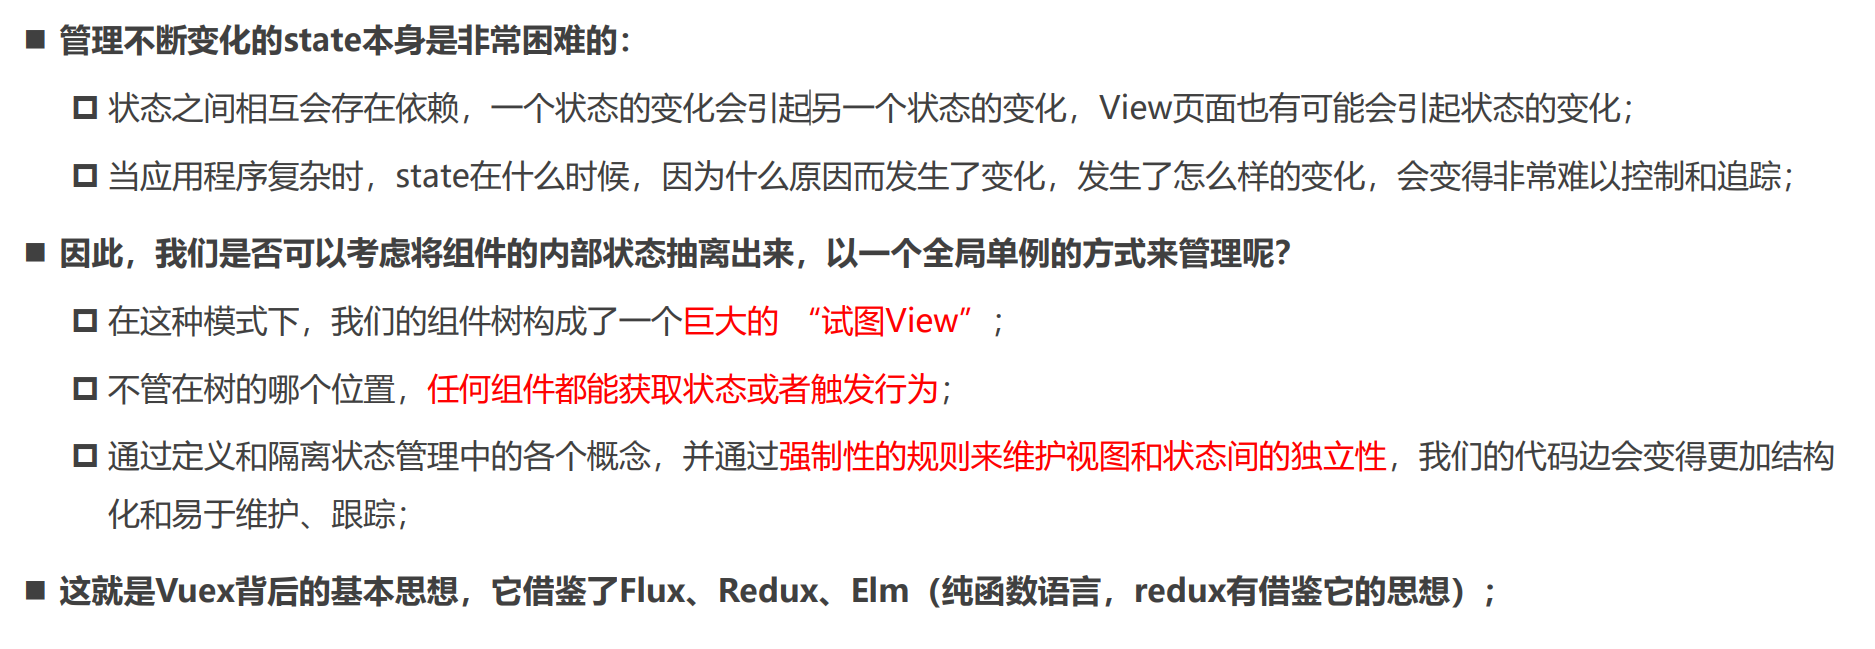 管理不断变化的state本身是非常困难的：
状态之间相互会存在依赖，一个状态的变化会引起另一个状态的变化，View页面也有可能会引起状态的变化；
当应用程序复杂时，state在什么时候，因为什么原因而发生了变化，发生了怎么样的变化，会变得非常难以控制和追踪；
因此，我们是否可以考虑将组件的内部状态抽离出来，以一个全局单例的方式来管理呢？
在这种模式下，我们的组件树构成了一个巨大的 “试图View”；
不管在树的哪个位置，任何组件都能获取状态或者触发行为；
通过定义和隔离状态管理中的各个概念，并通过强制性的规则来维护视图和状态间的独立性，我们的代码边会变得更加结构
化和易于维护、跟踪；
这就是Vuex背后的基本思想，它借鉴了Flux、Redux、Elm（纯函数语言，redux有借鉴它的思想）；